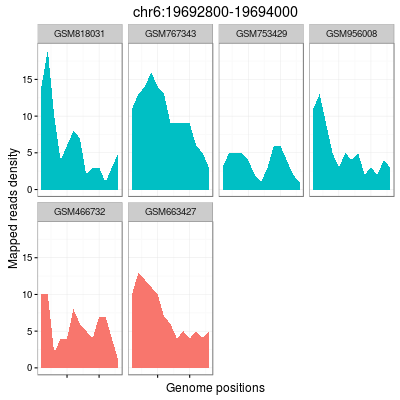 chr6:19692800-19694000
GSM818031 GSM767343 GSM753429 GSM956008
15
10
5
0
GSM466732 GSM663427
15
10
5
0
Mapped reads density
Genome positions